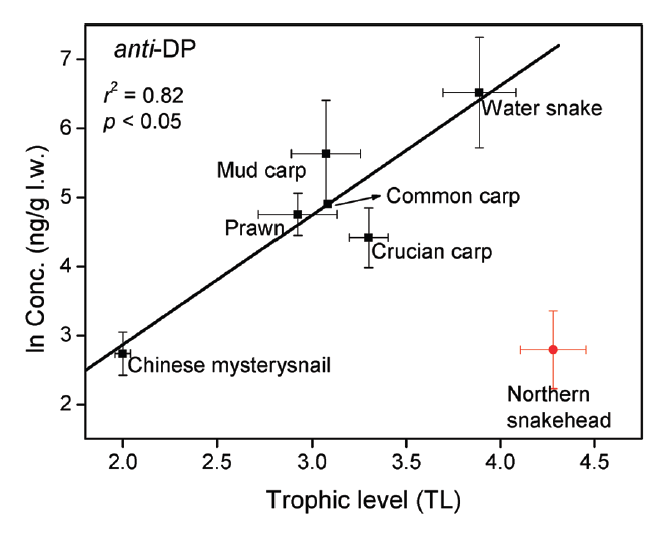 anti-DP
r² = 0.82
p < 0.05
7
6
5
4
3
2
ln Conc. (ng/g l.w.)
Water snake
Mud carp
Common carp
Prawn
Crucian carp
Chinese mysterysnail
Northern
snakehead
2.0 2.5 3.0 3.5 4.0 4.5
Trophic level (TL)